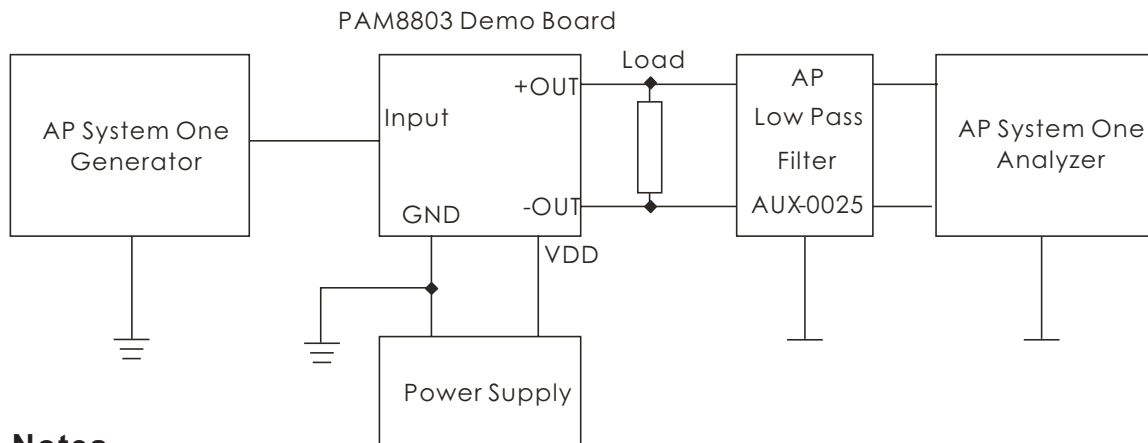 PAM8803 Demo Board
AP System One
Generator
Input
+OUT
-OUT
GND
VDD
Load
AP
Low Pass
Filter
AUX-0025
AP System One
Analyzer
Power Supply
Notes